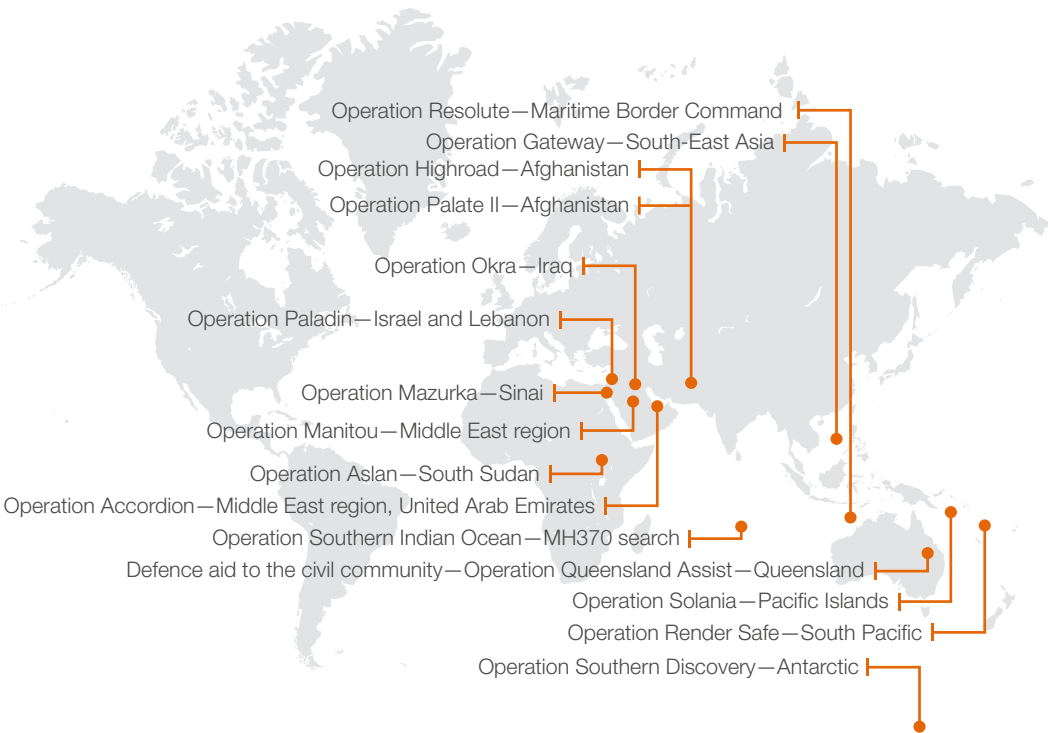 Operation Resolute—Maritime Border Command
Operation Gateway—South-East Asia
Operation Highroad—Afghanistan
Operation Palate II—Afghanistan
Operation Okra—Iraq
Operation Paladin—Israel and Lebanon
Operation Mazurka—Sinai
Operation Manitou—Middle East region
Operation Aslan—South Sudan
Operation Accordion—Middle East region, United Arab Emirates
Operation Southern Indian Ocean—MH370 search
Defence aid to the civil community—Operation Queensland Assist—Queensland
Operation Solania—Pacific Islands
Operation Render Safe—South Pacific
Operation Southern Discovery—Antarctic